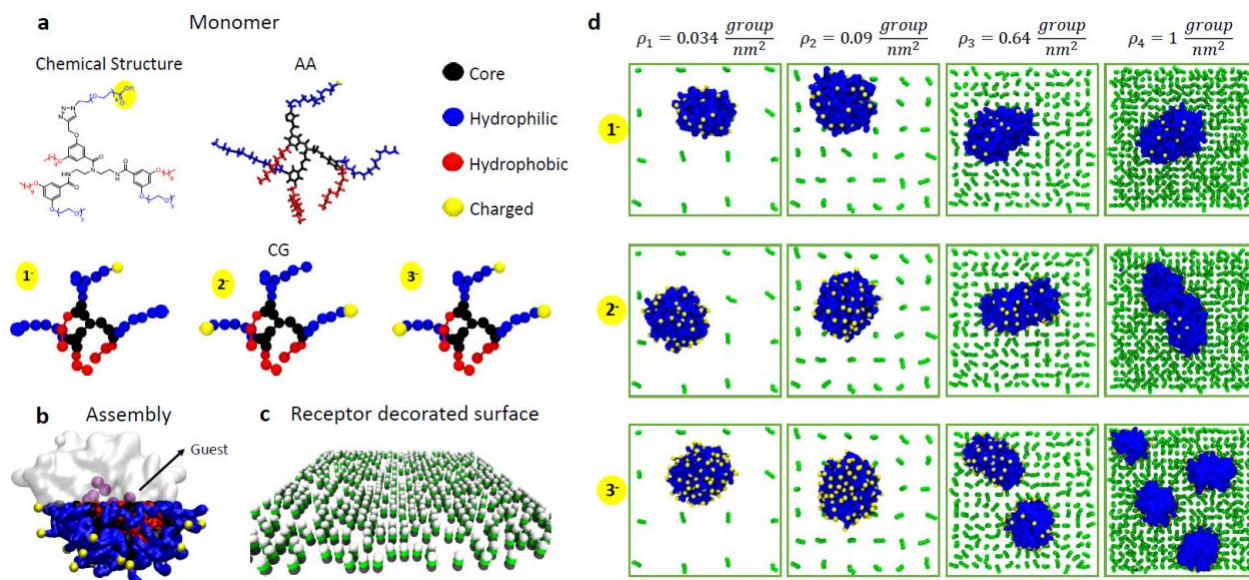 a Monomer
Chemical Structure
AA
Core
Hydrophilic
Hydrophobic
Charged
CG
1⁻
2⁻
3⁻
b Assembly
Guest
c Receptor decorated surface
d ρ₁ = 0.034 group/nm² ρ₂ = 0.09 group/nm² ρ₃ = 0.64 group/nm² ρ₄ = 1 group/nm²
1⁻
2⁻
3⁻